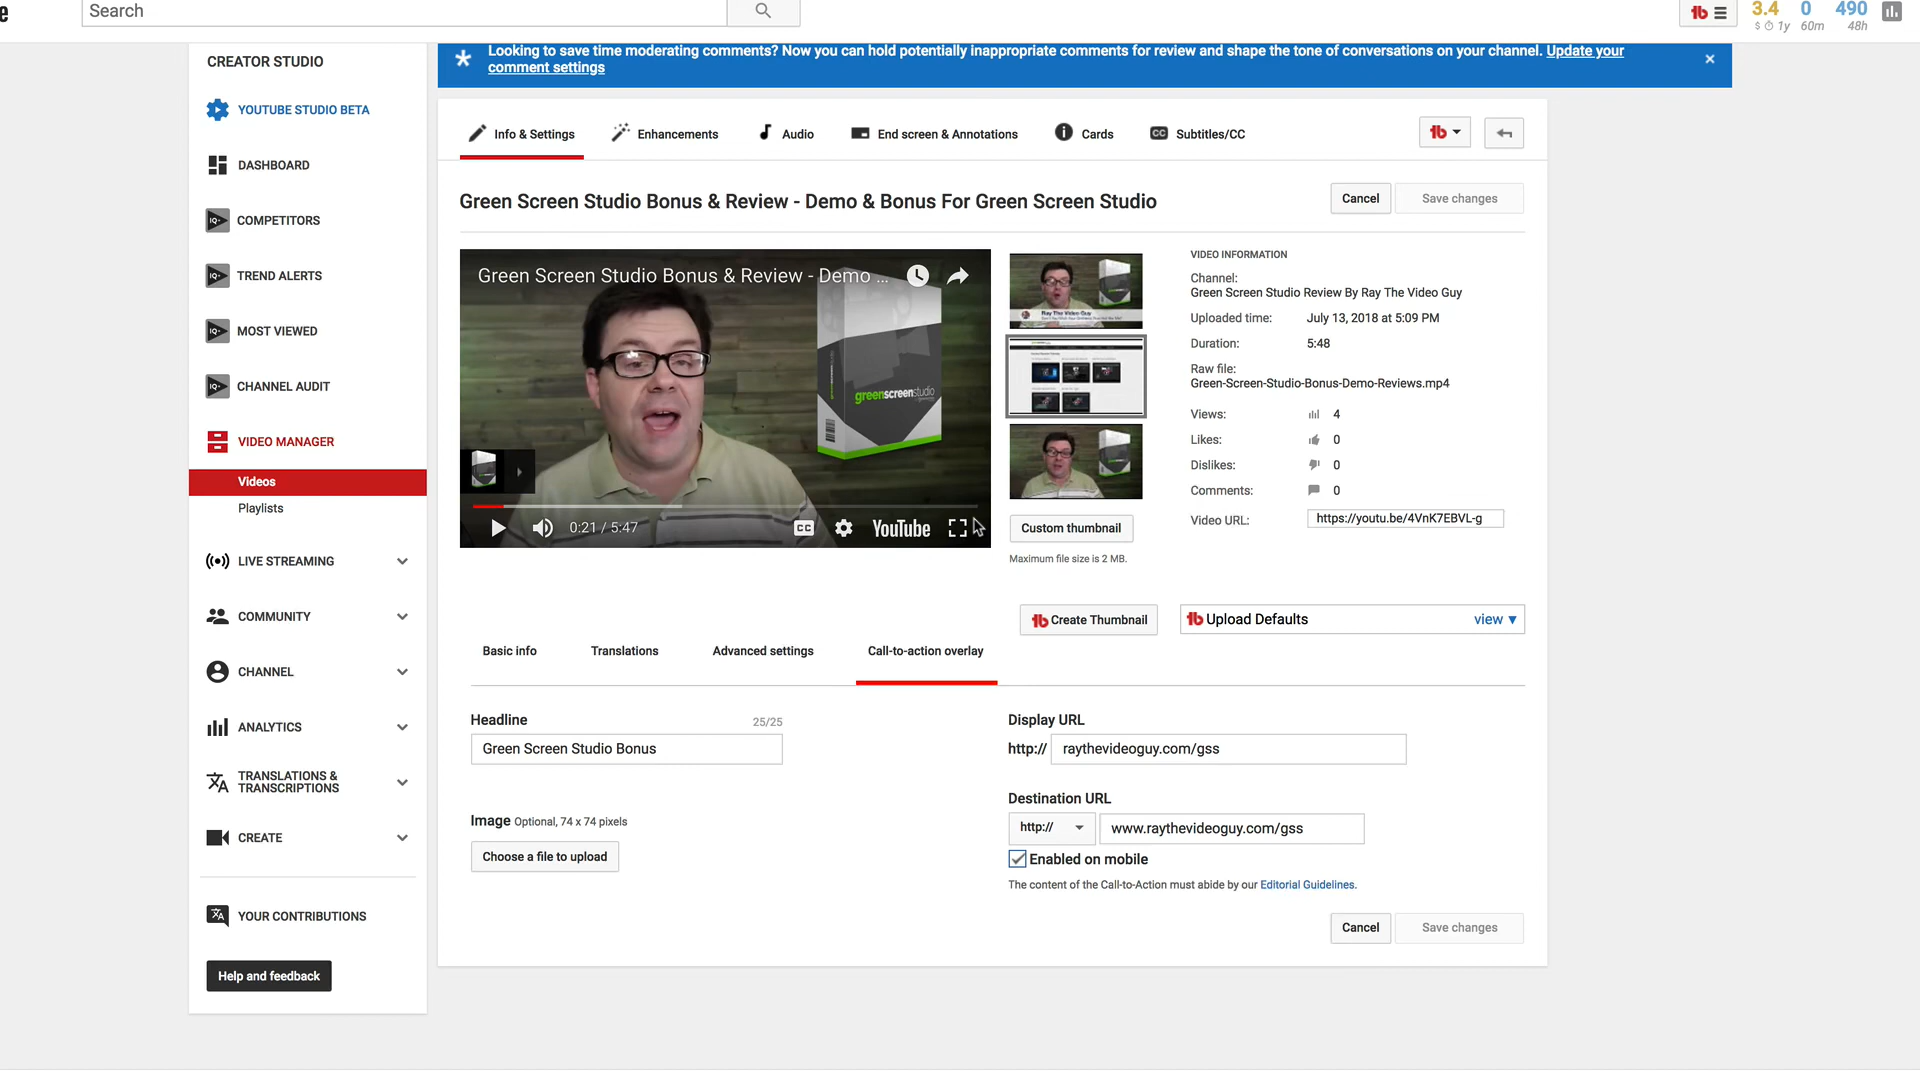 e
Search
3.4 0 490
$ 1y 60m 48h
CREATOR STUDIO
YOUTUBE STUDIO BETA
DASHBOARD
COMPETITORS
TREND ALERTS
MOST VIEWED
CHANNEL AUDIT
VIDEO MANAGER
Videos
Playlists
LIVE STREAMING
COMMUNITY
CHANNEL
ANALYTICS
TRANSLATIONS &
TRANSCRIPTIONS
CREATE
YOUR CONTRIBUTIONS
Help and feedback
Looking to save time moderating comments? Now you can hold potentially inappropriate comments for review and shape the tone of conversations on your channel. Update your
comment settings
Info & Settings
Enhancements
Audio
End screen & Annotations
Cards
CC Subtitles/CC
tb
Green Screen Studio Bonus & Review - Demo & Bonus For Green Screen Studio
Cancel
Save changes
Green Screen Studio Bonus & Review - Demo ...
greenscreenstudio
0:21 / 5:47
CC
YouTube
Ray The Video Guy
Custom thumbnail
Maximum file size is 2 MB.
VIDEO INFORMATION
Channel:
Green Screen Studio Review By Ray The Video Guy
Uploaded time: July 13, 2018 at 5:09 PM
Duration: 5:48
Raw file:
Green-Screen-Studio-Bonus-Demo-Reviews.mp4
Views: 4
Likes: 0
Dislikes: 0
Comments: 0
Video URL: https://youtu.be/4VnK7EBVL-g
tb Create Thumbnail
tb Upload Defaults view ▼
Basic info
Translations
Advanced settings
Call-to-action overlay
Headline 25/25
Green Screen Studio Bonus
Image Optional, 74 x 74 pixels
Choose a file to upload
Display URL
http:// raythevideoguy.com/gss
Destination URL
http:// www.raythevideoguy.com/gss
Enabled on mobile
The content of the Call-to-Action must abide by our Editorial Guidelines.
Cancel
Save changes